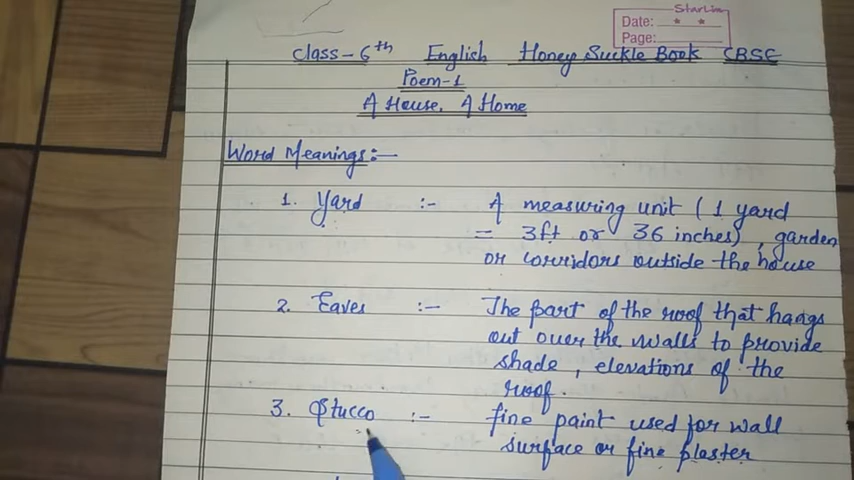 StarLine
Date: * *
Page:
Class-6th English Honey Suckle Book CBSE
Poem-1
A House, A Home
Word Meanings:-
1. Yard :- A measuring unit ( 1 yard
= 3ft or 36 inches) , garden
or corridors outside the house
2. Eaves :- The part of the roof that hangs
out over the walls to provide
shade , elevations of the
roof.
3. Stucco :- fine paint used for wall
surface or fine plaster